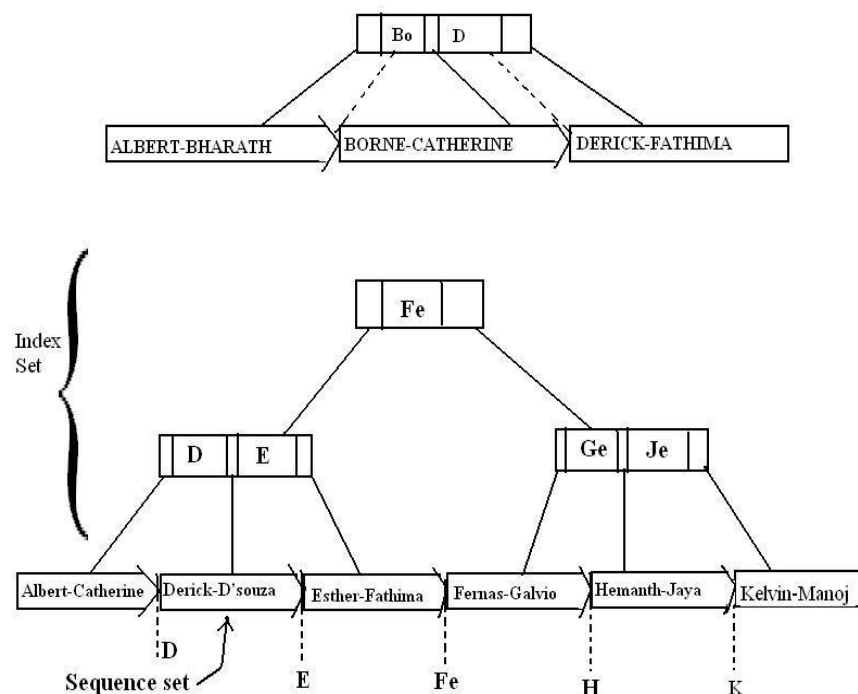 Bo D
ALBERT-BHARATH BORNE-CATHERINE DERICK-FATHIMA
Fe
Index
Set
D E Ge Je
Albert-Catherine Derick-D'souza Esther-Fathima Fernas-Galvio Hemanth-Jaya Kelvin-Manoj
D
Sequence set E Fe H K